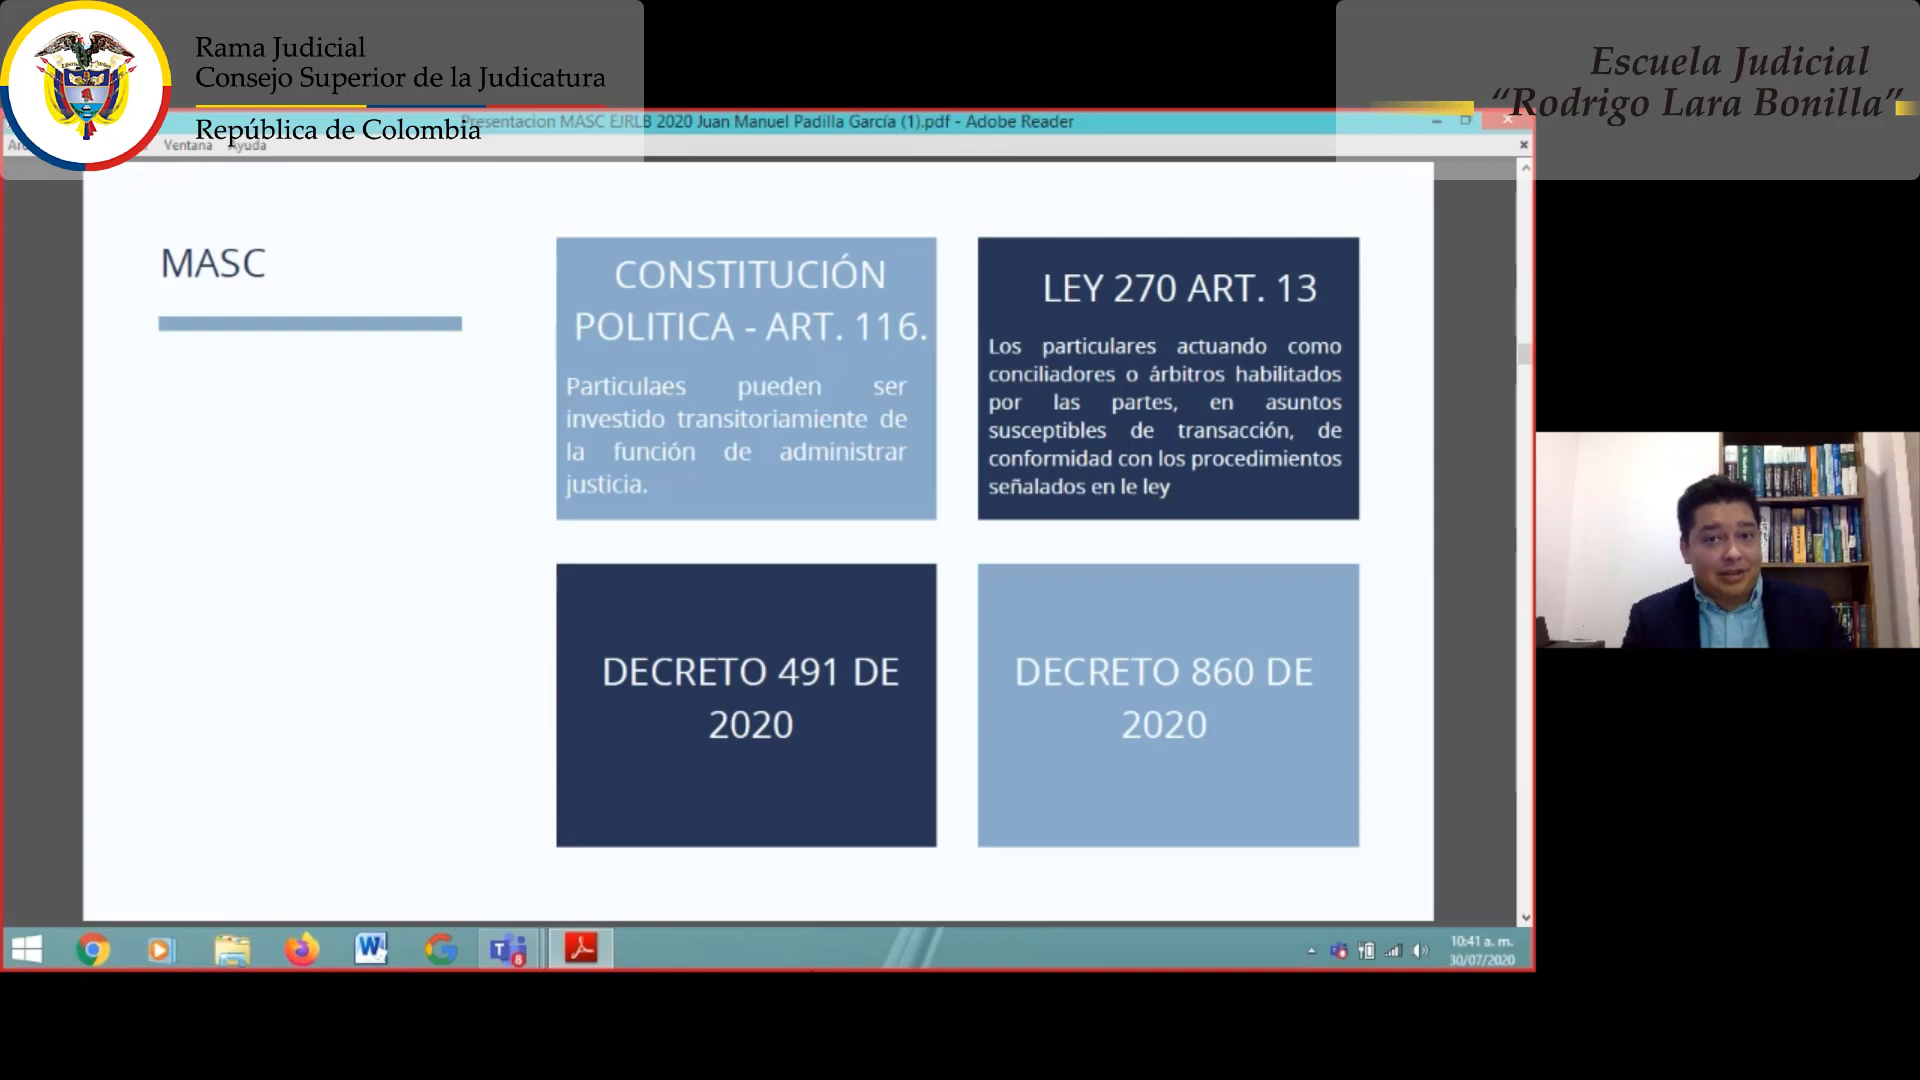 Rama Judicial
Consejo Superior de la Judicatura
República de Colombia
Escuela Judicial
“Rodrigo Lara Bonilla”
Presentacion MASC EJRLB 2020 Juan Manuel Padilla García (1).pdf - Adobe Reader
Ventana Ayuda
MASC
CONSTITUCIÓN
POLITICA - ART. 116.
Particulaes pueden ser
investido transitoriamiente de
la función de administrar
justicia.
LEY 270 ART. 13
Los particulares actuando como
conciliadores o árbitros habilitados
por las partes, en asuntos
susceptibles de transacción, de
conformidad con los procedimientos
señalados en le ley
DECRETO 491 DE
2020
DECRETO 860 DE
2020
10:41 a. m.
30/07/2020